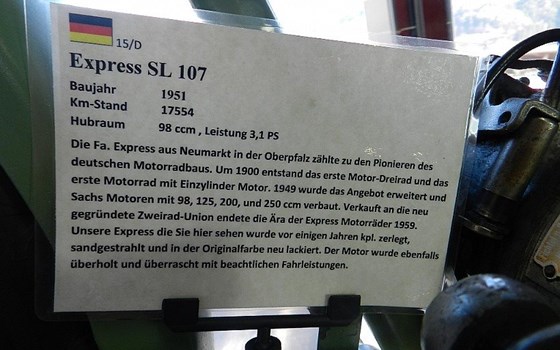 15/D
Express SL 107
Baujahr 1951
Km-Stand 17554
Hubraum 98 ccm , Leistung 3,1 PS
Die Fa. Express aus Neumarkt in der Oberpfalz zählte zu den Pionieren des
deutschen Motorradbaus. Um 1900 entstand das erste Motor-Dreirad und das
erste Motorrad mit Einzylinder Motor. 1949 wurde das Angebot erweitert und
Sachs Motoren mit 98, 125, 200, und 250 ccm verbaut. Verkauft an die neu
gegründete Zweirad-Union endete die Ära der Express Motorräder 1959.
Unsere Express die Sie hier sehen wurde vor einigen Jahren kpl. zerlegt,
sandgestrahlt und in der Originalfarbe neu lackiert. Der Motor wurde ebenfalls
überholt und überrascht mit beachtlichen Fahrleistungen.